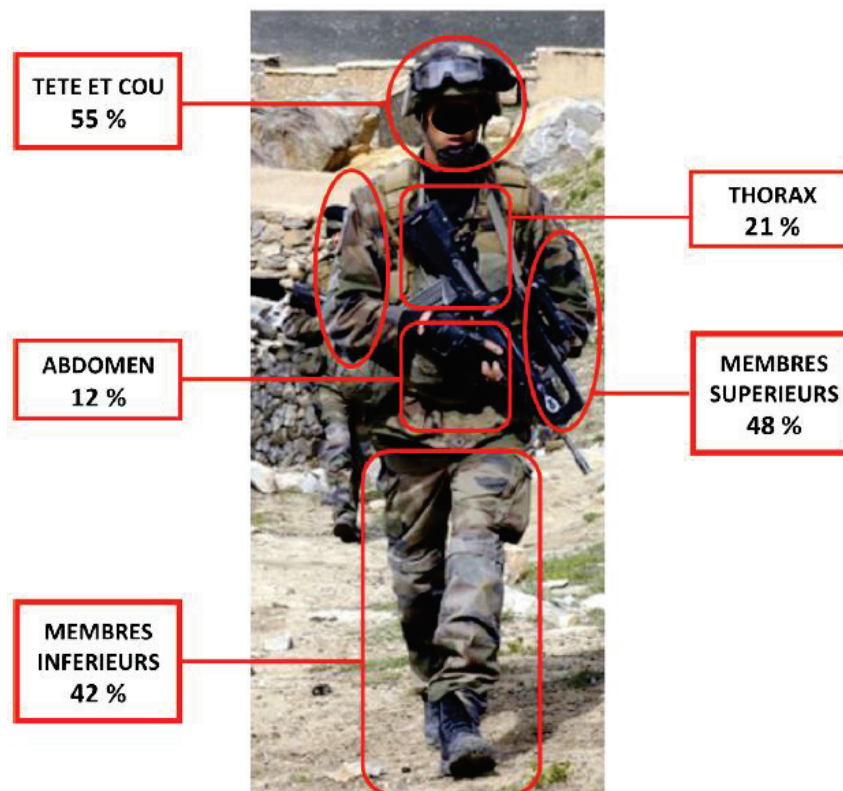 TETE ET COU
55 %
THORAX
21 %
ABDOMEN
12 %
MEMBRES
SUPERIEURS
48 %
MEMBRES
INFERIEURS
42 %